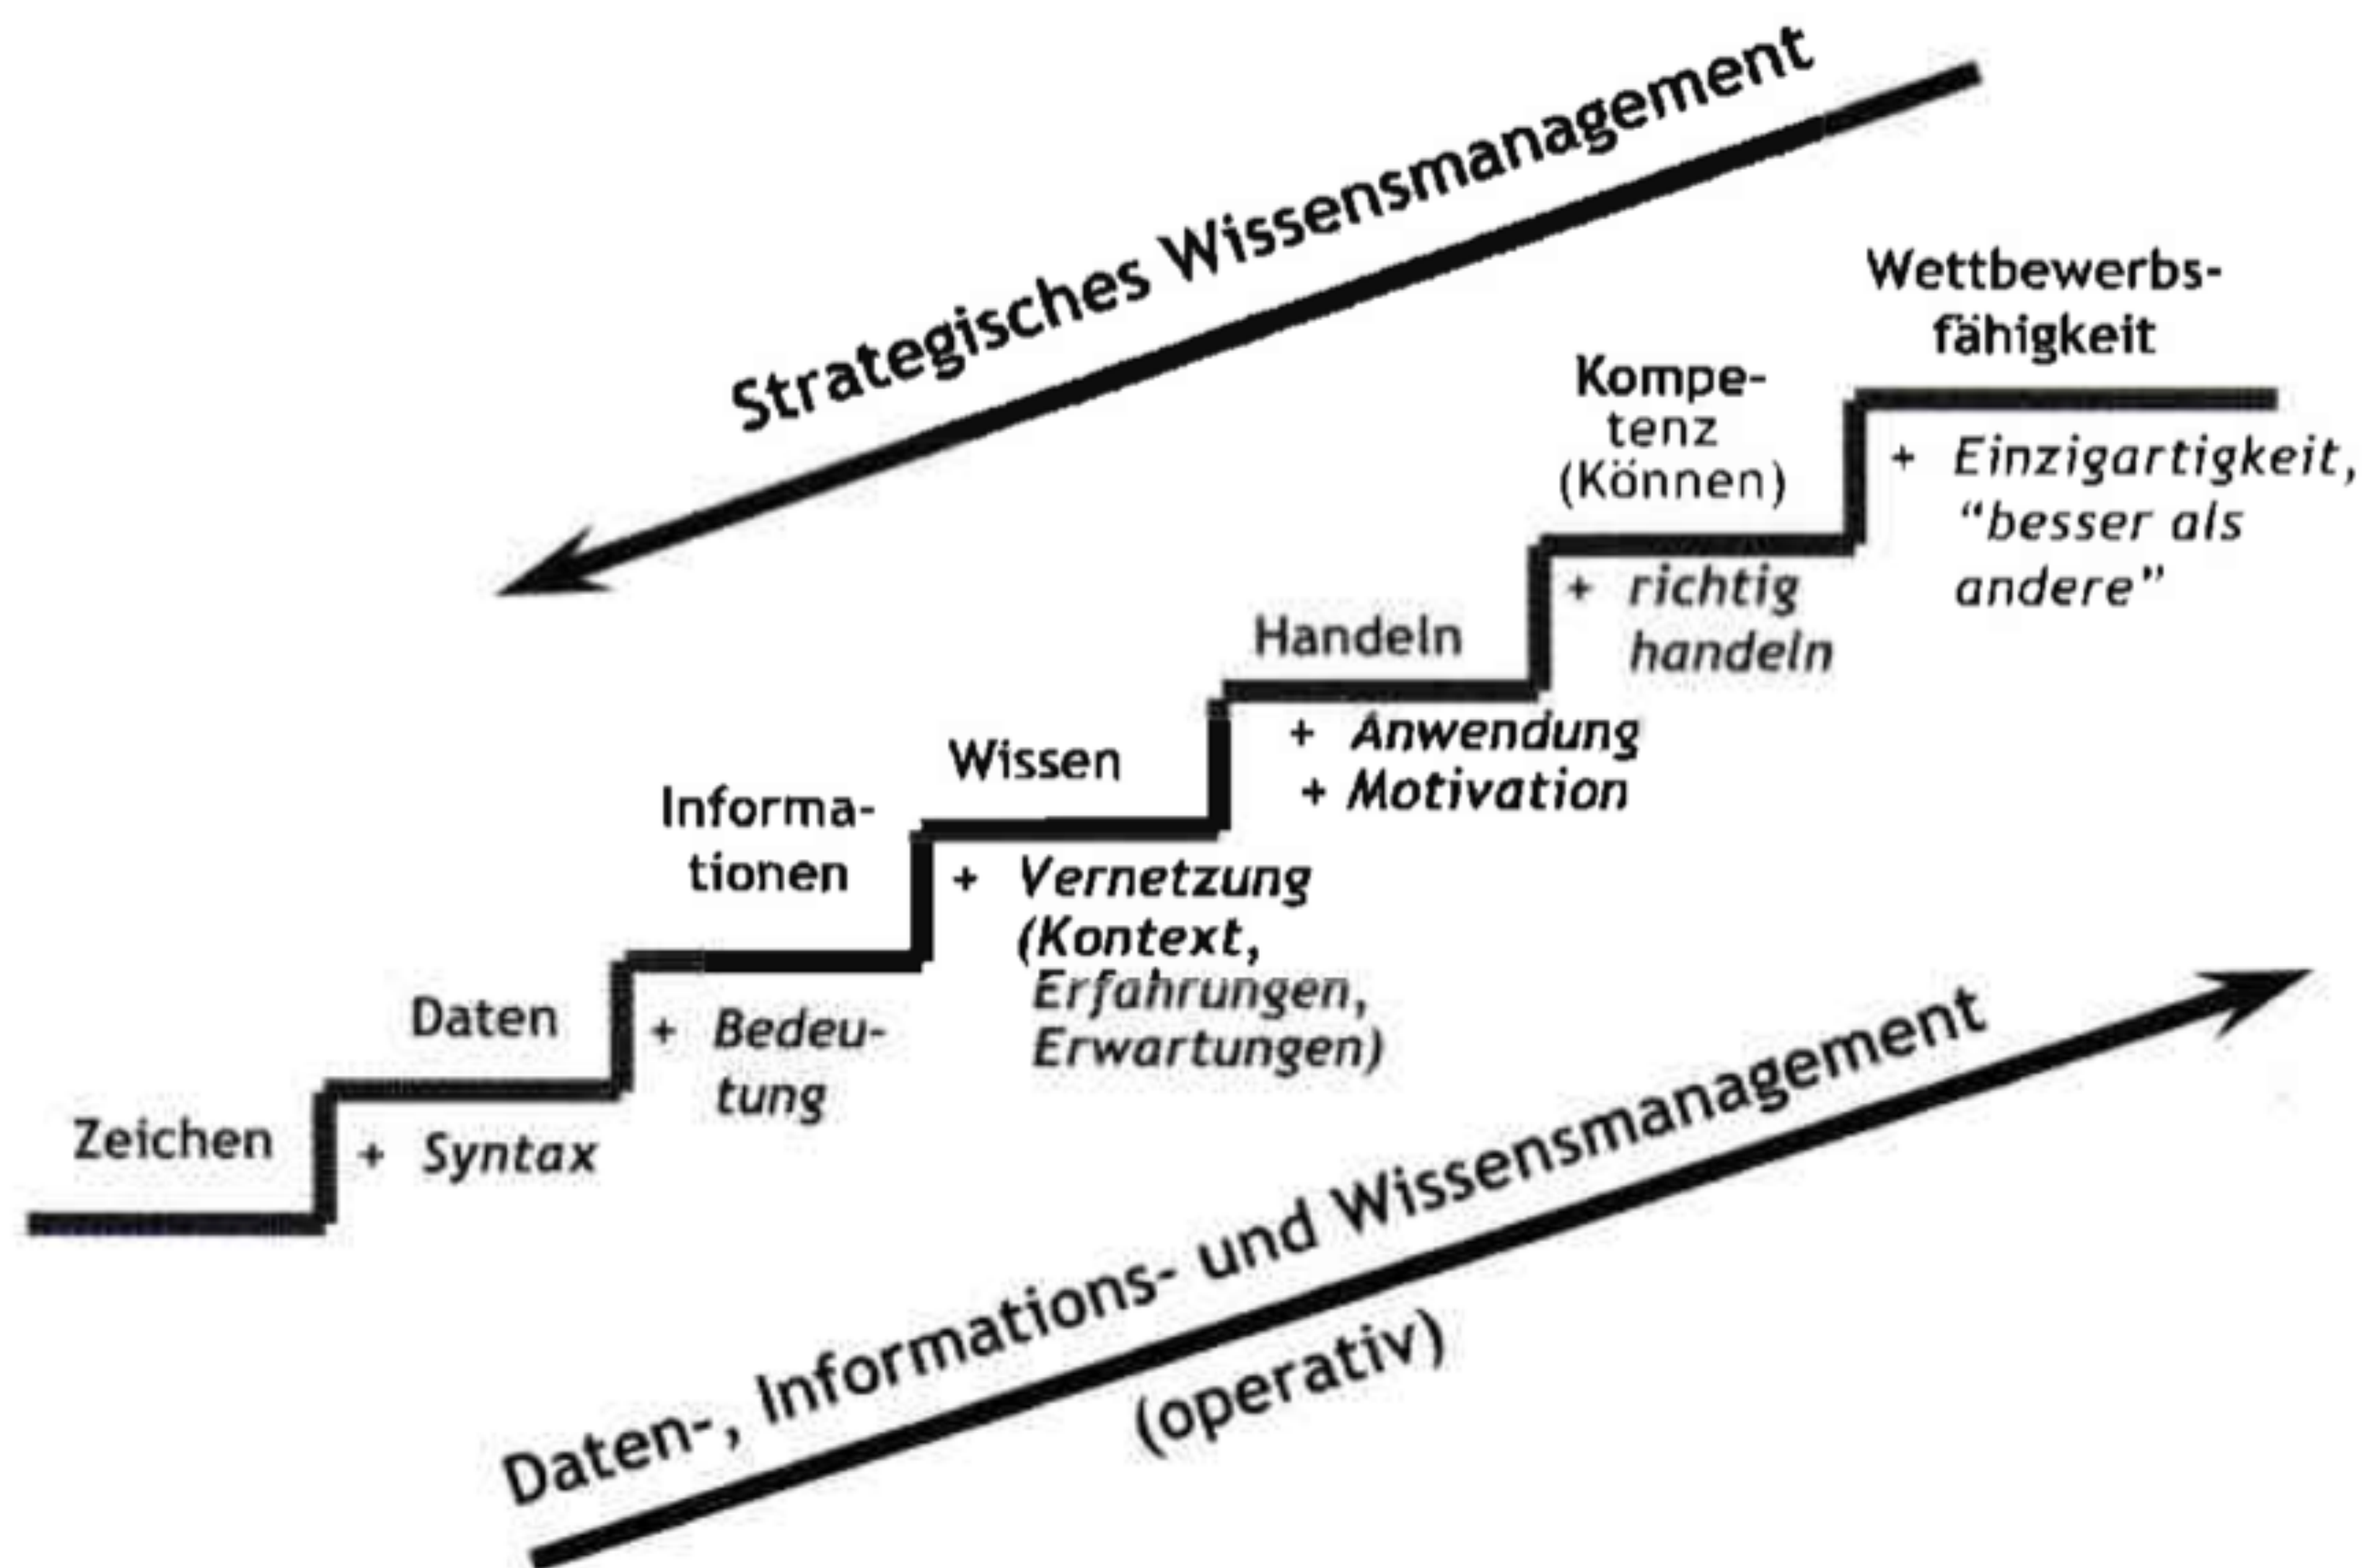 Strategisches Wissensmanagement
Wettbewerbs-
fähigkeit
+ Einzigartigkeit,
“besser als
andere”
Kompe-
tenz
(Können)
+ richtig
handeln
Handeln
+ Anwendung
+ Motivation
Wissen
+ Vernetzung
(Kontext,
Erfahrungen,
Erwartungen)
Informa-
tionen
+ Bedeu-
tung
Daten
+ Syntax
Zeichen
Daten-, Informations- und Wissensmanagement
(operativ)